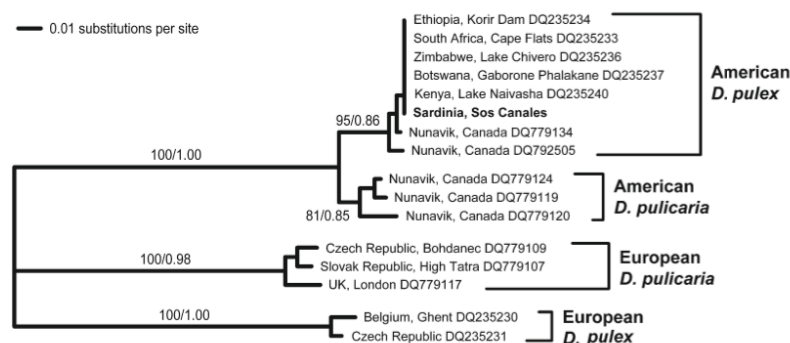 0.01 substitutions per site
Ethiopia, Korir Dam DQ235234
South Africa, Cape Flats DQ235233
Zimbabwe, Lake Chivero DQ235236
Botswana, Gaborone Phalakane DQ235237
Kenya, Lake Naivasha DQ235240
Sardinia, Sos Canales
Nunavik, Canada DQ779134
Nunavik, Canada DQ792505
American
D. pulex
95/0.86
100/1.00
Nunavik, Canada DQ779124
Nunavik, Canada DQ779119
Nunavik, Canada DQ779120
American
D. pulicaria
81/0.85
Czech Republic, Bohdanec DQ779109
Slovak Republic, High Tatra DQ779107
UK, London DQ779117
European
D. pulicaria
100/0.98
Belgium, Ghent DQ235230
Czech Republic DQ235231
European
D. pulex
100/1.00